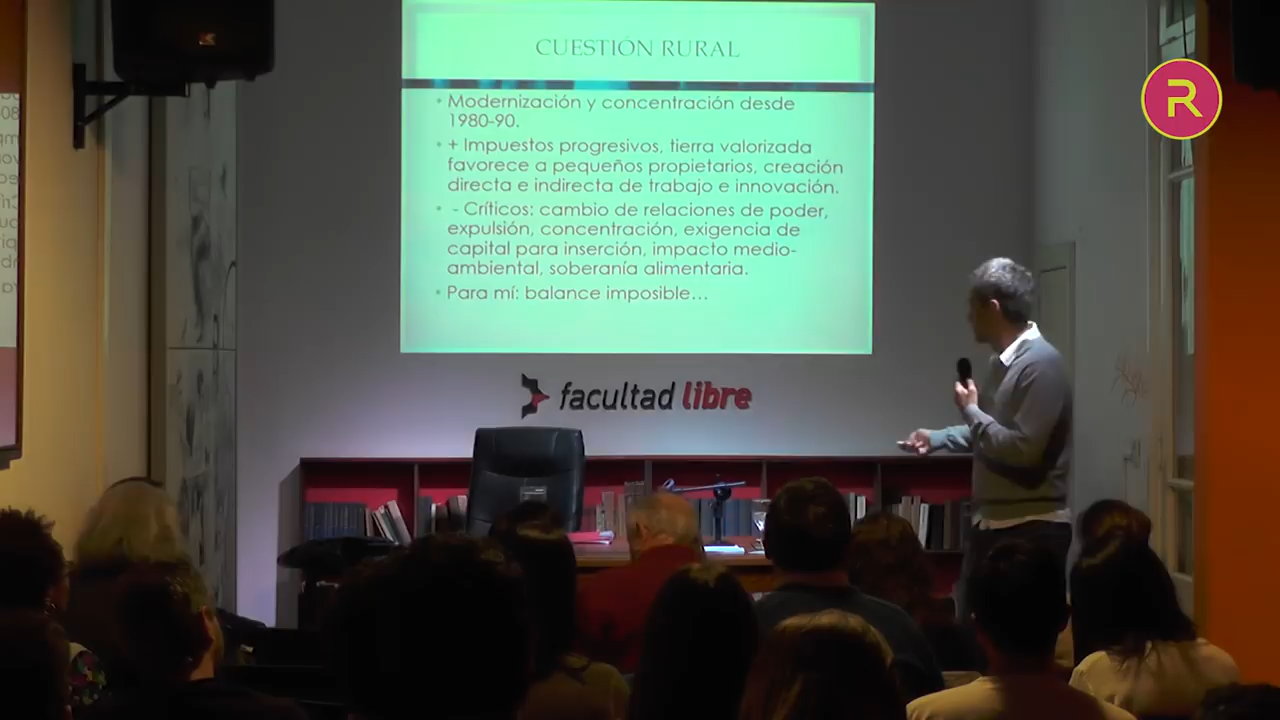 CUESTIÓN RURAL
• Modernización y concentración desde
1980-90.
• + Impuestos progresivos, tierra valorizada
favorece a pequeños propietarios, creación
directa e indirecta de trabajo e innovación.
• - Críticos: cambio de relaciones de poder,
expulsión, concentración, exigencia de
capital para inserción, impacto medio-
ambiental, soberanía alimentaria.
• Para mí: balance imposible...
facultad libre
R